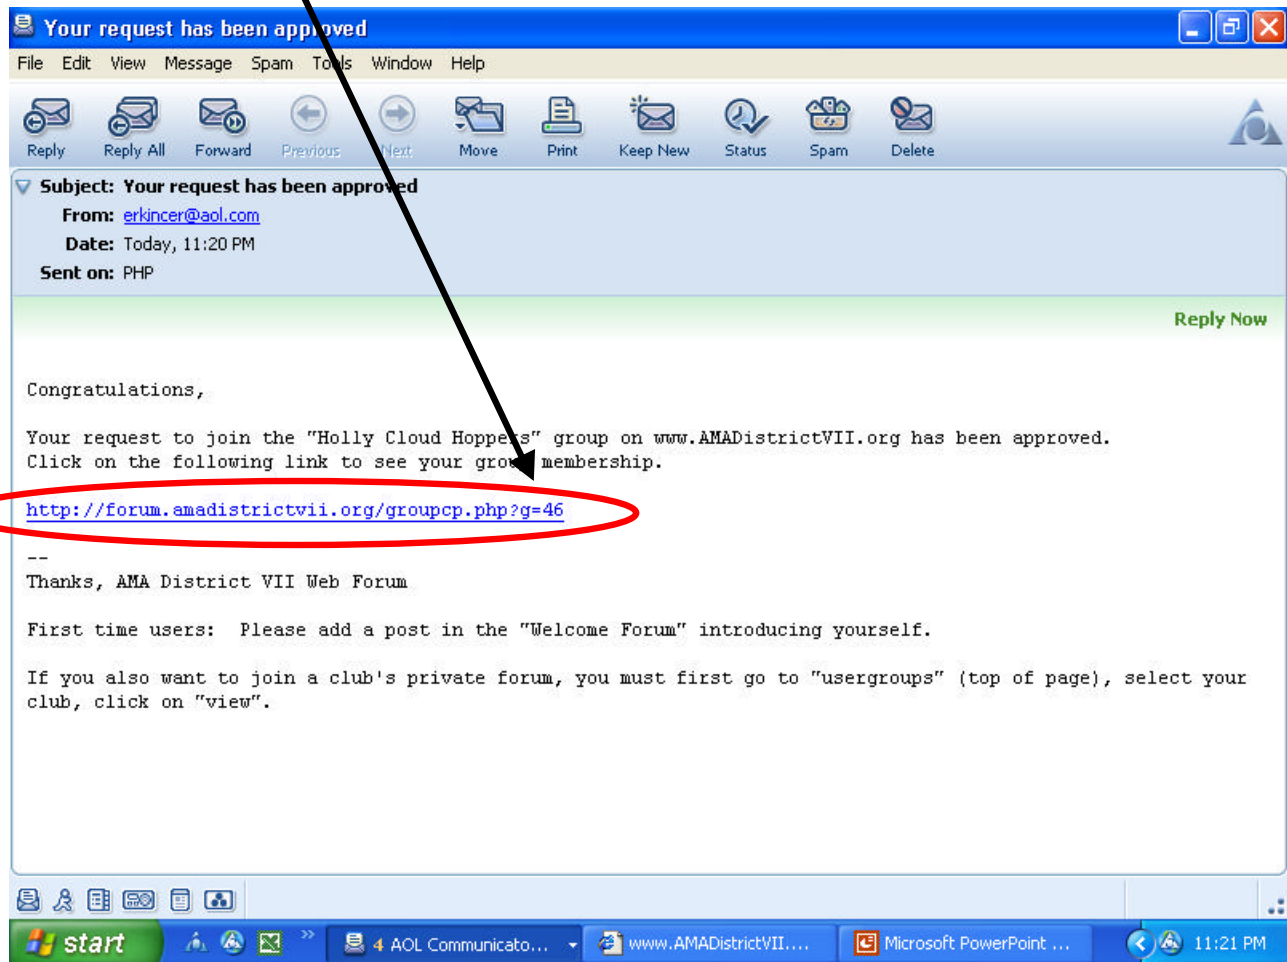 Your request has been approved
File Edit View Message Spam Tools Window Help
Reply Reply All Forward Previous Next Move Print Keep New Status Spam Delete
Subject: Your request has been approved
From: erkincer@aol.com
Date: Today, 11:20 PM
Sent on: PHP
Reply Now
Congratulations,
Your request to join the "Holly Cloud Hoppers" group on www.AMADistrictVII.org has been approved.
Click on the following link to see your group membership.
http://forum.amadistrictvii.org/groupcp.php?g=46
--
Thanks, AMA District VII Web Forum
First time users:  Please add a post in the "Welcome Forum" introducing yourself.
If you also want to join a club's private forum, you must first go to "usergroups" (top of page), select your
club, click on "view".
start » 4 AOL Communicato... www.AMADistrictVII.... Microsoft PowerPoint ... 11:21 PM